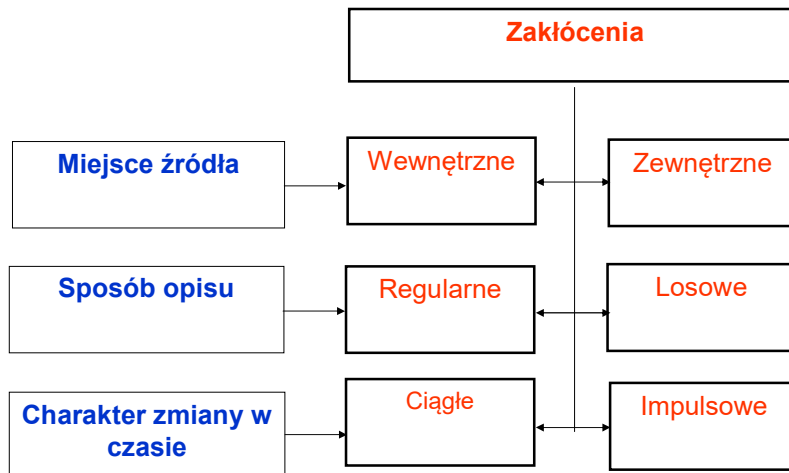 Zakłócenia
Miejsce źródła
Wewnętrzne
Zewnętrzne
Sposób opisu
Regularne
Losowe
Charakter zmiany w
czasie
Ciągłe
Impulsowe